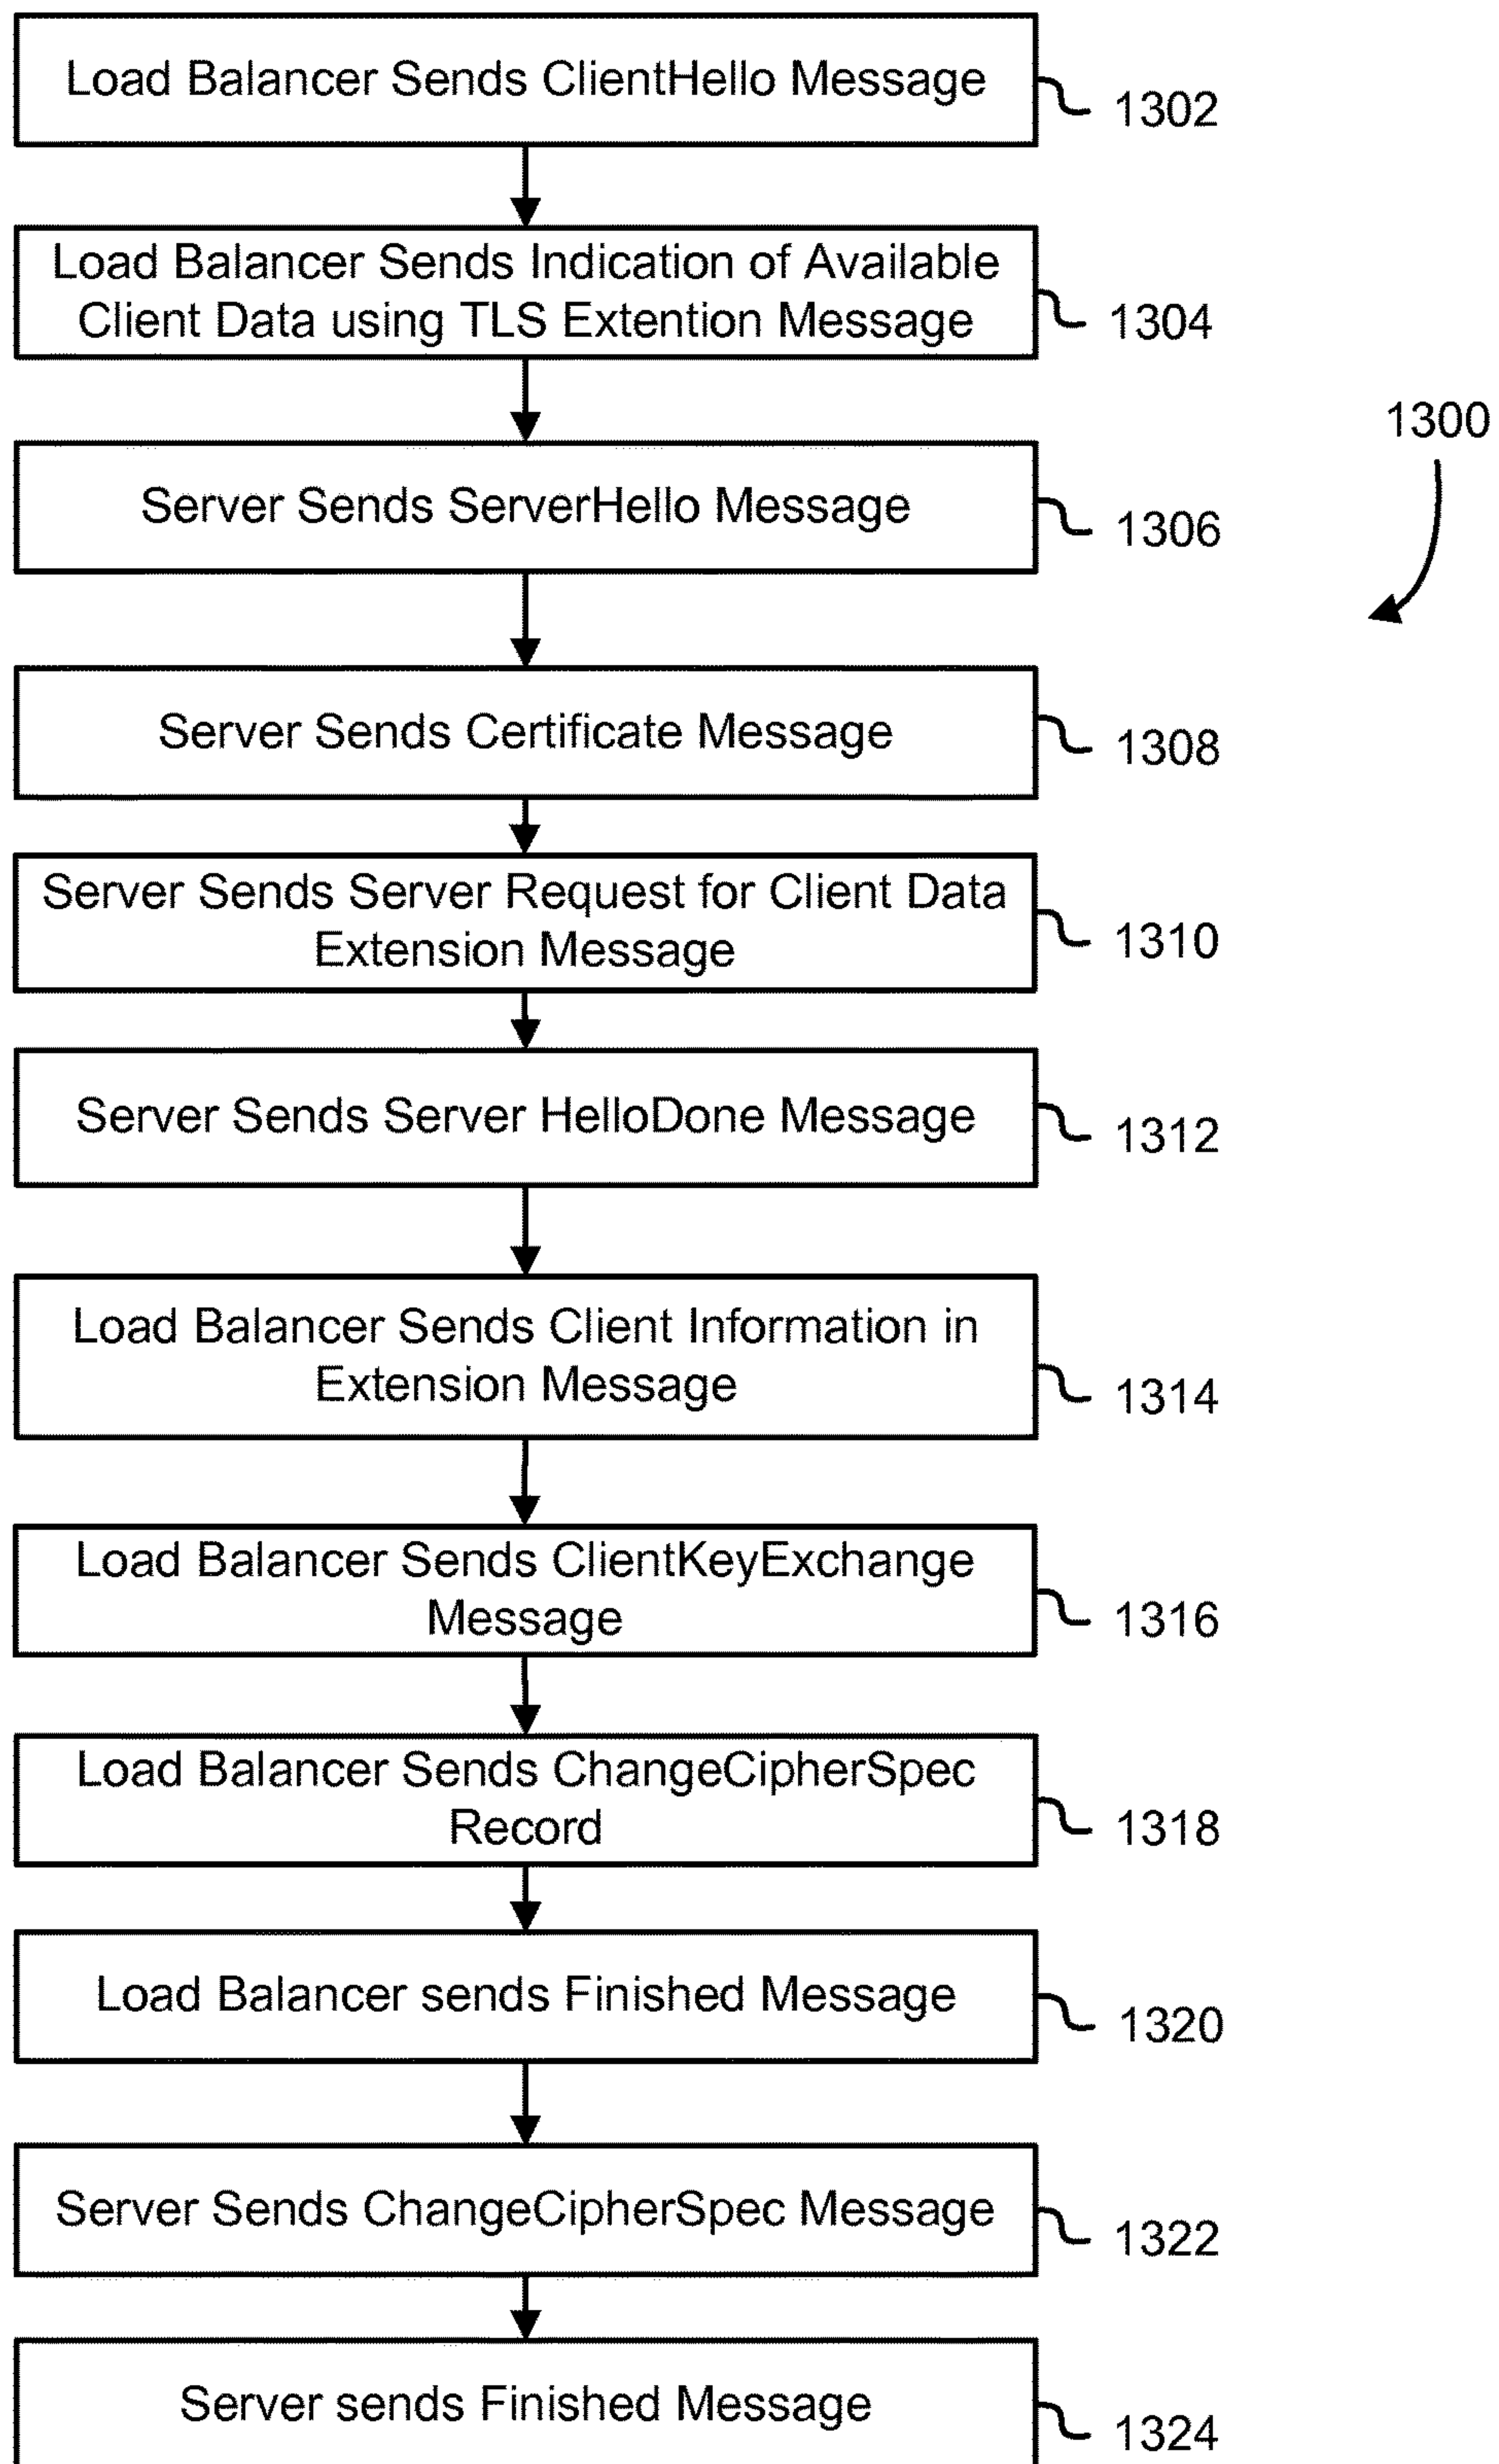 Load Balancer Sends ClientHello Message
1302
Load Balancer Sends Indication of Available
Client Data using TLS Extention Message
1304
1300
Server Sends ServerHello Message
1306
Server Sends Certificate Message
1308
Server Sends Server Request for Client Data
Extension Message
1310
Server Sends Server HelloDone Message
1312
Load Balancer Sends Client Information in
Extension Message
1314
Load Balancer Sends ClientKeyExchange
Message
1316
Load Balancer Sends ChangeCipherSpec
Record
1318
Load Balancer sends Finished Message
1320
Server Sends ChangeCipherSpec Message
1322
Server sends Finished Message
1324